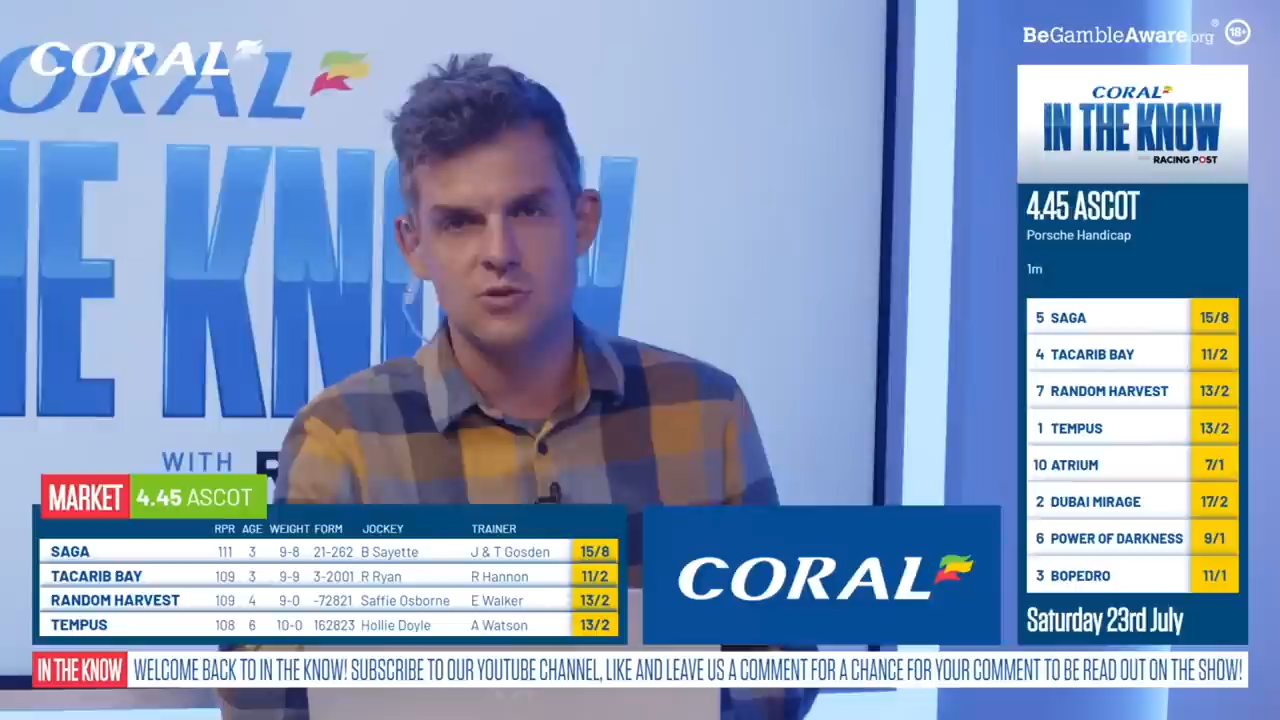 CORAL
BeGambleAware.org® 18+
CORAL
CORAL
IN THE KNOW
RACING POST
THE KNOW
4.45 ASCOT
Porsche Handicap
1m
5 SAGA 15/8
4 TACARIB BAY 11/2
7 RANDOM HARVEST 13/2
1 TEMPUS 13/2
10 ATRIUM 7/1
2 DUBAI MIRAGE 17/2
6 POWER OF DARKNESS 9/1
3 BOPEDRO 11/1
Saturday 23rd July
WITH R
MARKET 4.45 ASCOT
RPR AGE WEIGHT FORM JOCKEY TRAINER
SAGA 111 3 9-8 21-262 B Sayette J & T Gosden 15/8
TACARIB BAY 109 3 9-9 3-2001 R Ryan R Hannon 11/2
RANDOM HARVEST 109 4 9-0 -72821 Saffie Osborne E Walker 13/2
TEMPUS 108 6 10-0 162823 Hollie Doyle A Watson 13/2
CORAL
IN THE KNOW WELCOME BACK TO IN THE KNOW! SUBSCRIBE TO OUR YOUTUBE CHANNEL, LIKE AND LEAVE US A COMMENT FOR A CHANCE FOR YOUR COMMENT TO BE READ OUT ON THE SHOW!